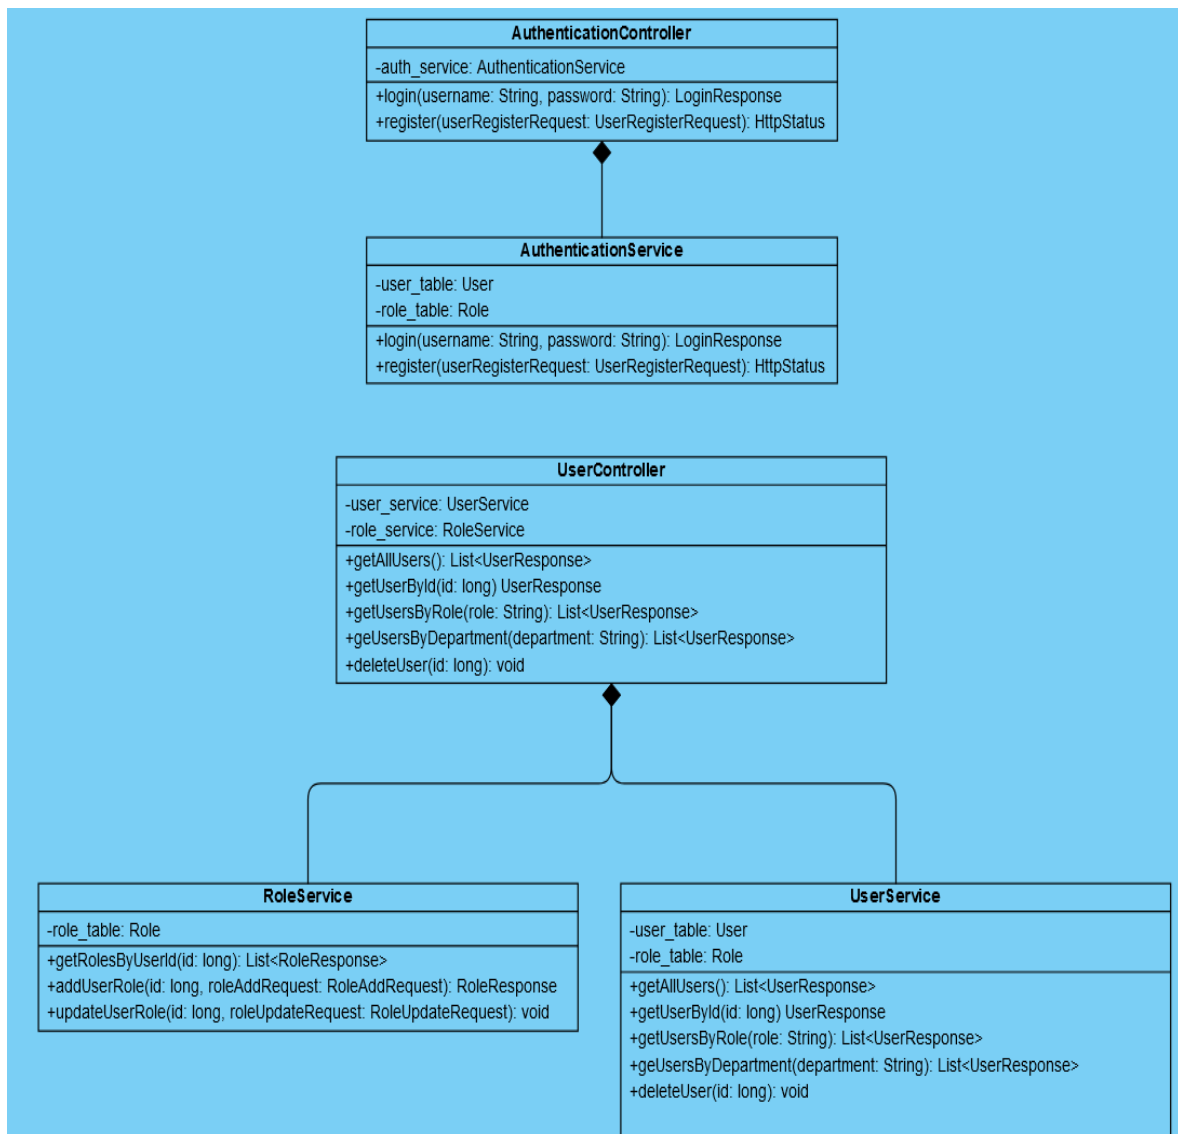 AuthenticationController
-auth_service: AuthenticationService
+login(username: String, password: String): LoginResponse
+register(userRegisterRequest: UserRegisterRequest): HttpStatus
AuthenticationService
-user_table: User
-role_table: Role
+login(username: String, password: String): LoginResponse
+register(userRegisterRequest: UserRegisterRequest): HttpStatus
UserController
-user_service: UserService
-role_service: RoleService
+getAllUsers(): List<UserResponse>
+getUserById(id: long) UserResponse
+getUsersByRole(role: String): List<UserResponse>
+geUsersByDepartment(department: String): List<UserResponse>
+deleteUser(id: long): void
RoleService
-role_table: Role
+getRolesByUserId(id: long): List<RoleResponse>
+addUserRole(id: long, roleAddRequest: RoleAddRequest): RoleResponse
+updateUserRole(id: long, roleUpdateRequest: RoleUpdateRequest): void
UserService
-user_table: User
-role_table: Role
+getAllUsers(): List<UserResponse>
+getUserById(id: long) UserResponse
+getUsersByRole(role: String): List<UserResponse>
+geUsersByDepartment(department: String): List<UserResponse>
+deleteUser(id: long): void